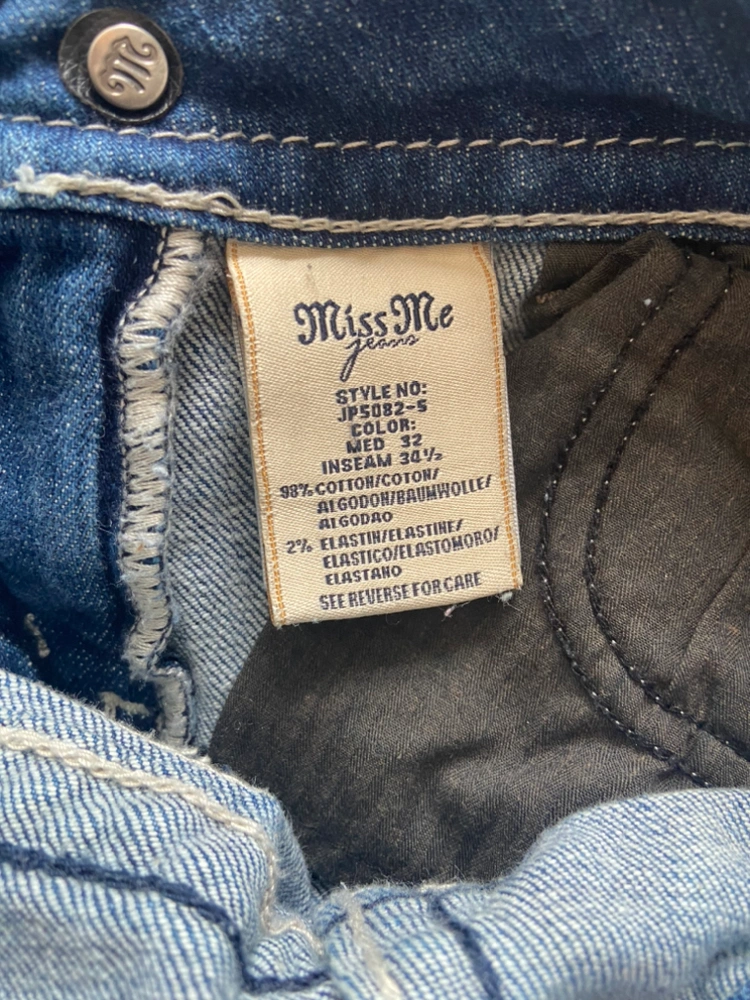 Miss Me
jeans
STYLE NO:
JP5082-5
COLOR:
MED 32
INSEAM 34½
98% COTTON/COTON/
ALGODON/BAUMWOLLE/
ALGODAO
2% ELASTIN/ELASTINE/
ELASTICO/ELASTOMORO/
ELASTANO
SEE REVERSE FOR CARE